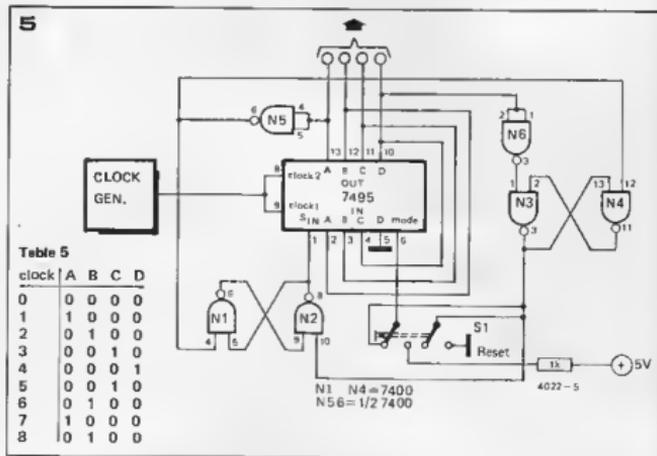 5
6 N5 4
5
2 1
N6
3
13 12 11 10
A B C D
OUT
7495
IN
8 clock2
9 clock1
SIN A B C D mode
1 2 3 4 5 6
CLOCK
GEN.
1 2
N3
3
13 12
N4
11
6
N1
4 5
8
N2
9 10
S1
Reset
1k
5V
4022-5
N1 N4=7400
N5 6=1/2 7400
Table 5
clock A B C D
0 0 0 0 0
1 1 0 0 0
2 0 1 0 0
3 0 0 1 0
4 0 0 0 1
5 0 0 1 0
6 0 1 0 0
7 1 0 0 0
8 0 1 0 0